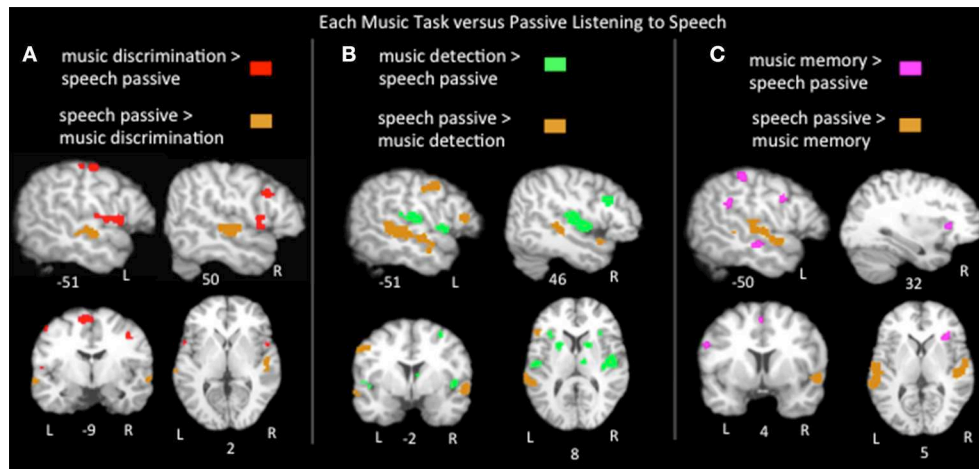 Each Music Task versus Passive Listening to Speech
A
music discrimination >
speech passive
speech passive >
music discrimination
-51
L
50
R
L
-9
R
L
2
R
B
music detection >
speech passive
speech passive >
music detection
-51
L
46
R
L
-2
R
L
8
R
C
music memory >
speech passive
speech passive >
music memory
-50
L
32
R
L
4
R
L
5
R